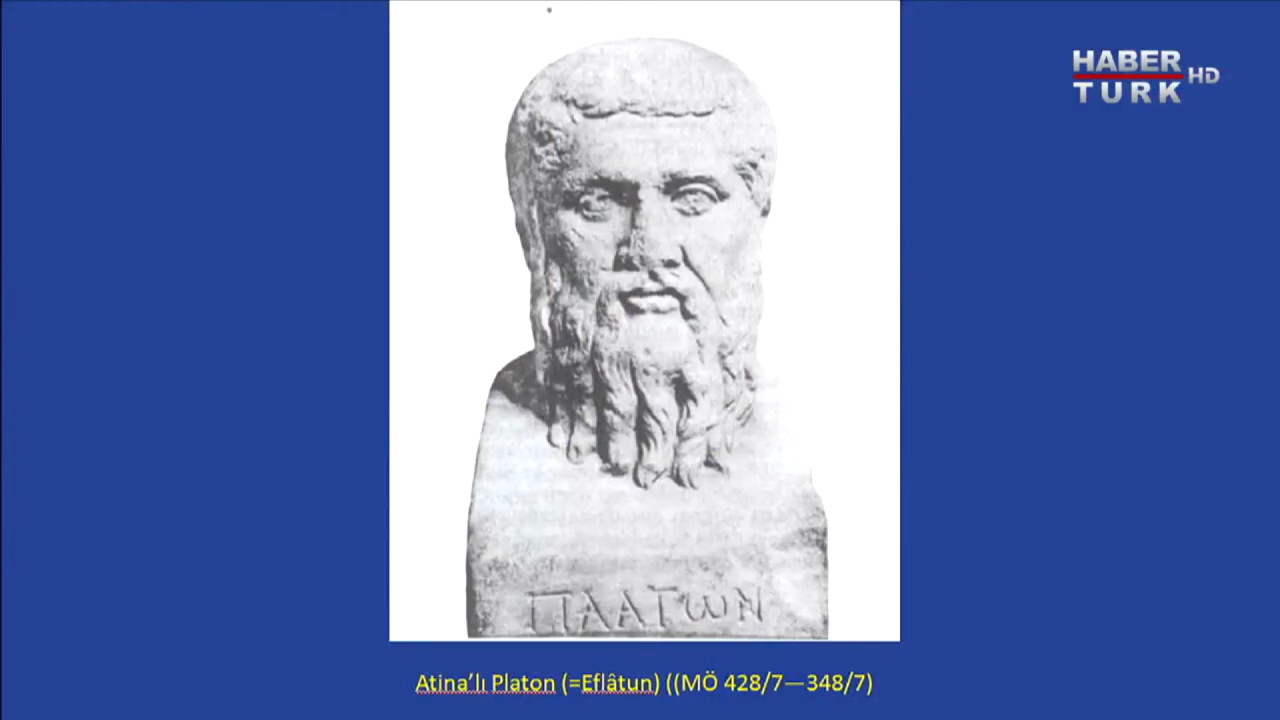 HABER
TURK HD
ΠΛΑΤωΝ
Atina'lı Platon (=Eflâtun) ((MÖ 428/7—348/7)